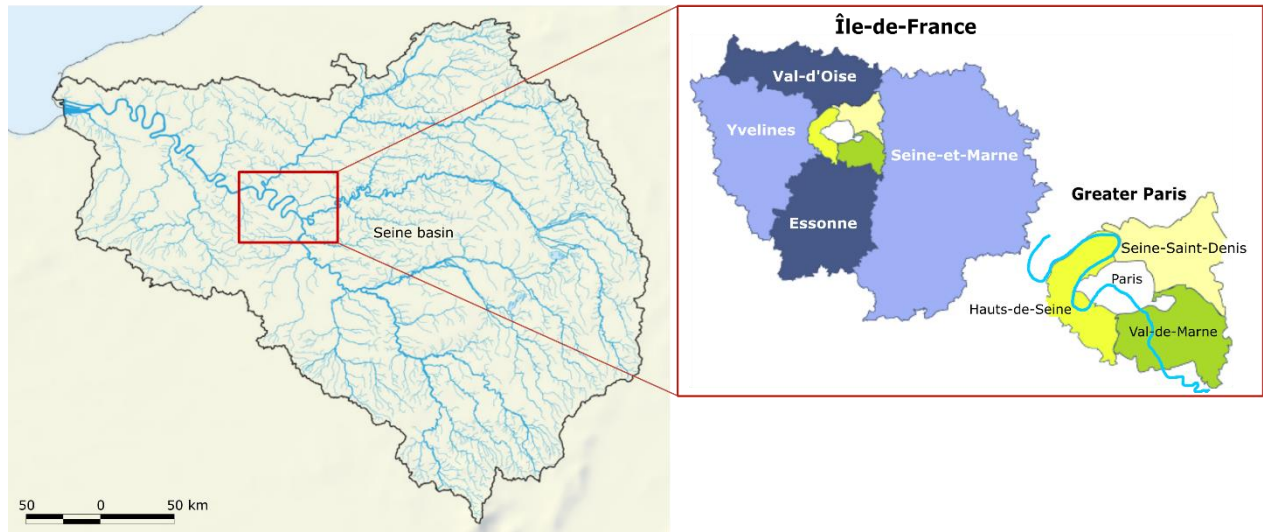 Seine basin
50 0 50 km
Île-de-France
Val-d'Oise
Yvelines
Seine-et-Marne
Essonne
Greater Paris
Seine-Saint-Denis
Paris
Hauts-de-Seine
Val-de-Marne